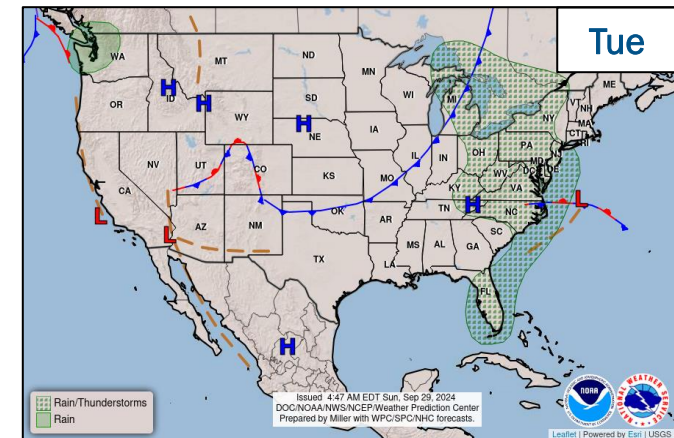 Tue
WA
MT
ND
MN
ME
OR
ID
H
H
WY
SD
WI
MI
VT
NH
NY
MA
CT
RI
H
NE
IA
PA
NJ
NV
UT
CO
IL
IN
OH
MD
DE
DC
WV
VA
KS
MO
KY
CA
L
AZ
NM
OK
AR
TN
H
NC
L
L
SC
MS
AL
GA
TX
LA
FL
H
Rain/Thunderstorms
Rain
Issued 4:47 AM EDT Sun, Sep 29, 2024
DOC/NOAA/NWS/NCEP/Weather Prediction Center
Prepared by Miller with WPC/SPC/NHC forecasts.
NOAA
NATIONAL WEATHER SERVICE
Leaflet | Powered by Esri | USGS